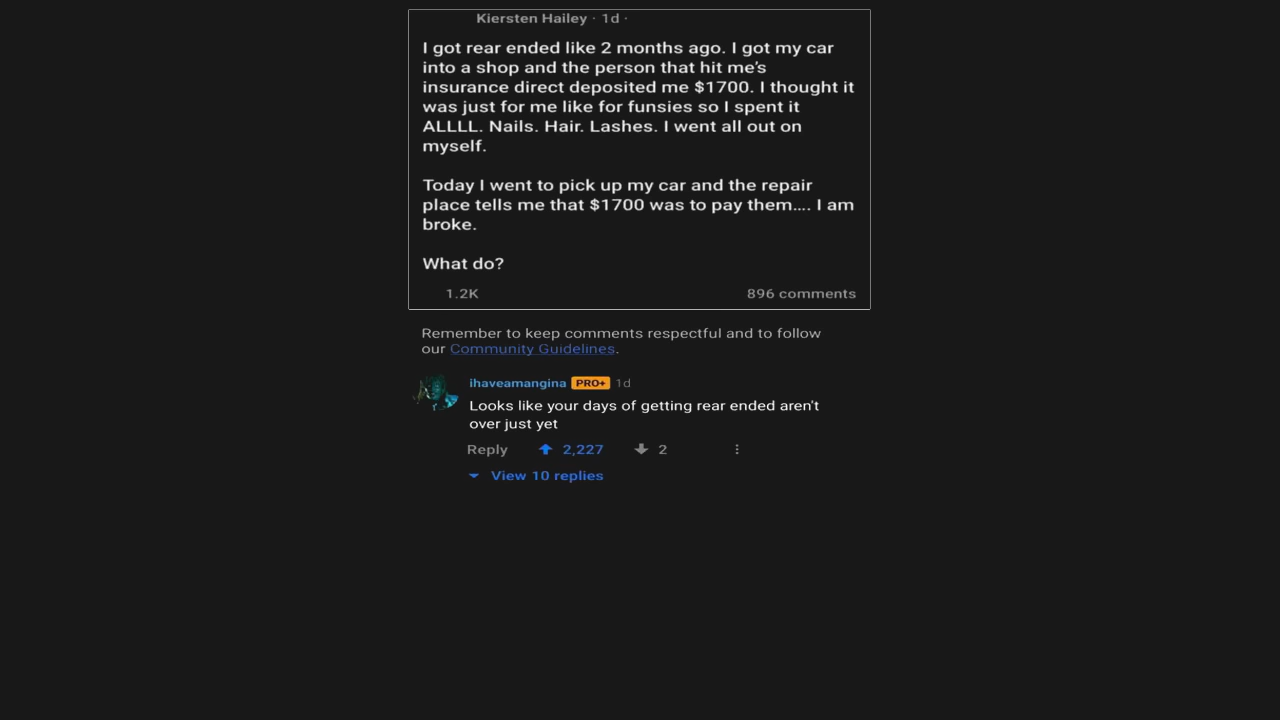 Kiersten Hailey · 1d ·
I got rear ended like 2 months ago. I got my car
into a shop and the person that hit me's
insurance direct deposited me $1700. I thought it
was just for me like for funsies so I spent it
ALLLL. Nails. Hair. Lashes. I went all out on
myself.
Today I went to pick up my car and the repair
place tells me that $1700 was to pay them.... I am
broke.
What do?
1.2K 896 comments
Remember to keep comments respectful and to follow
our Community Guidelines.
ihaveamangina PRO+ 1d
Looks like your days of getting rear ended aren't
over just yet
Reply 2,227 2
View 10 replies